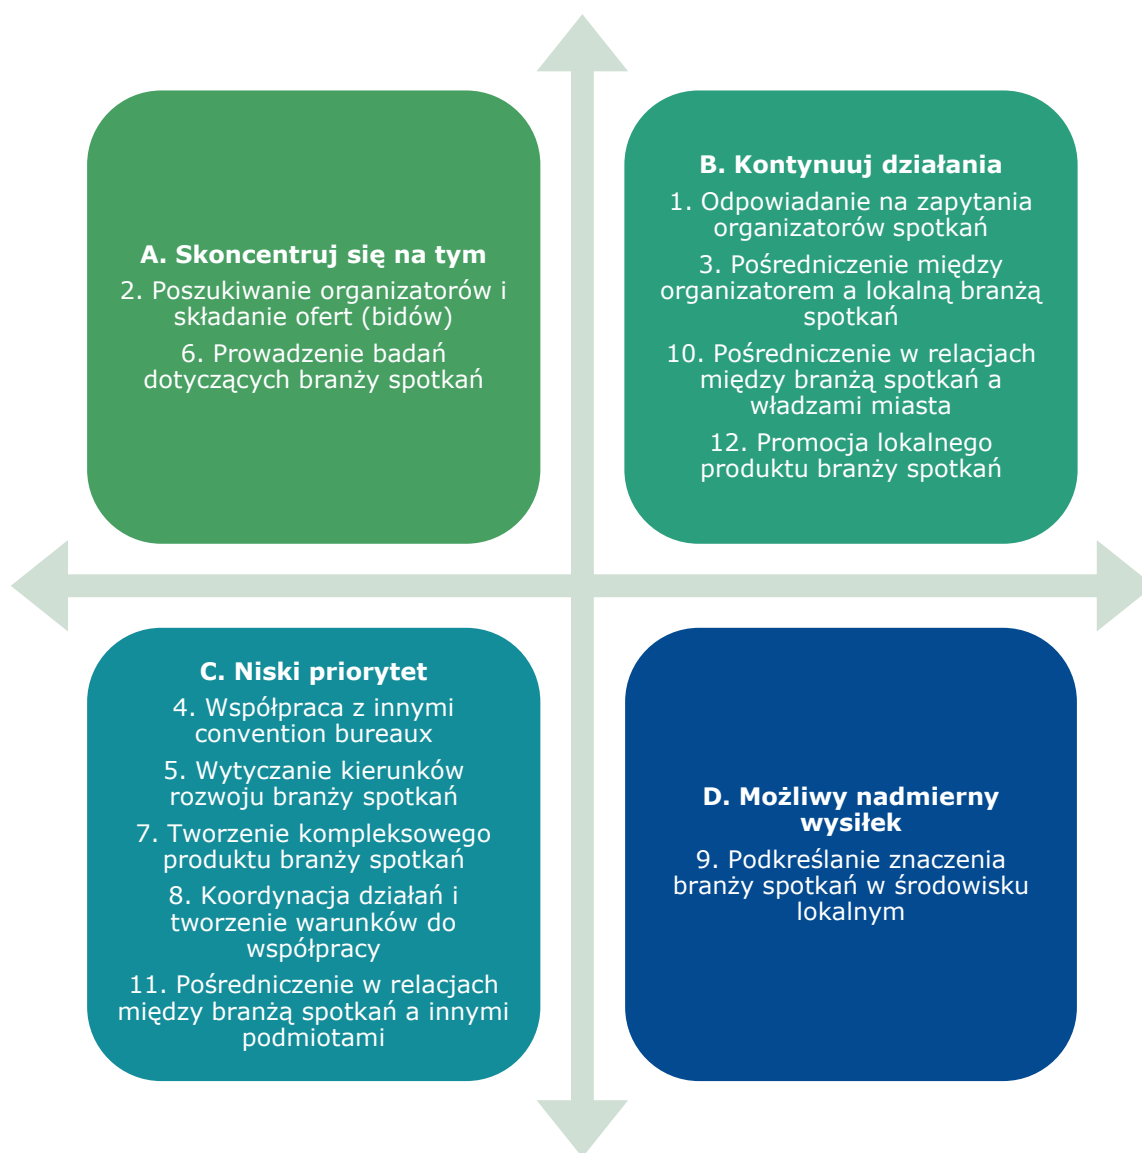 A. Skoncentruj się na tym
2. Poszukiwanie organizatorów i
składanie ofert (bidów)
6. Prowadzenie badań
dotyczących branży spotkań
B. Kontynuuj działania
1. Odpowiadanie na zapytania
organizatorów spotkań
3. Pośredniczenie między
organizatorem a lokalną branżą
spotkań
10. Pośredniczenie w relacjach
między branżą spotkań a
władzami miasta
12. Promocja lokalnego
produktu branży spotkań
C. Niski priorytet
4. Współpraca z innymi
convention bureaux
5. Wytyczanie kierunków
rozwoju branży spotkań
7. Tworzenie kompleksowego
produktu branży spotkań
8. Koordynacja działań i
tworzenie warunków do
współpracy
11. Pośredniczenie w relacjach
między branżą spotkań a innymi
podmiotami
D. Możliwy nadmierny
wysiłek
9. Podkreślanie znaczenia
branży spotkań w środowisku
lokalnym